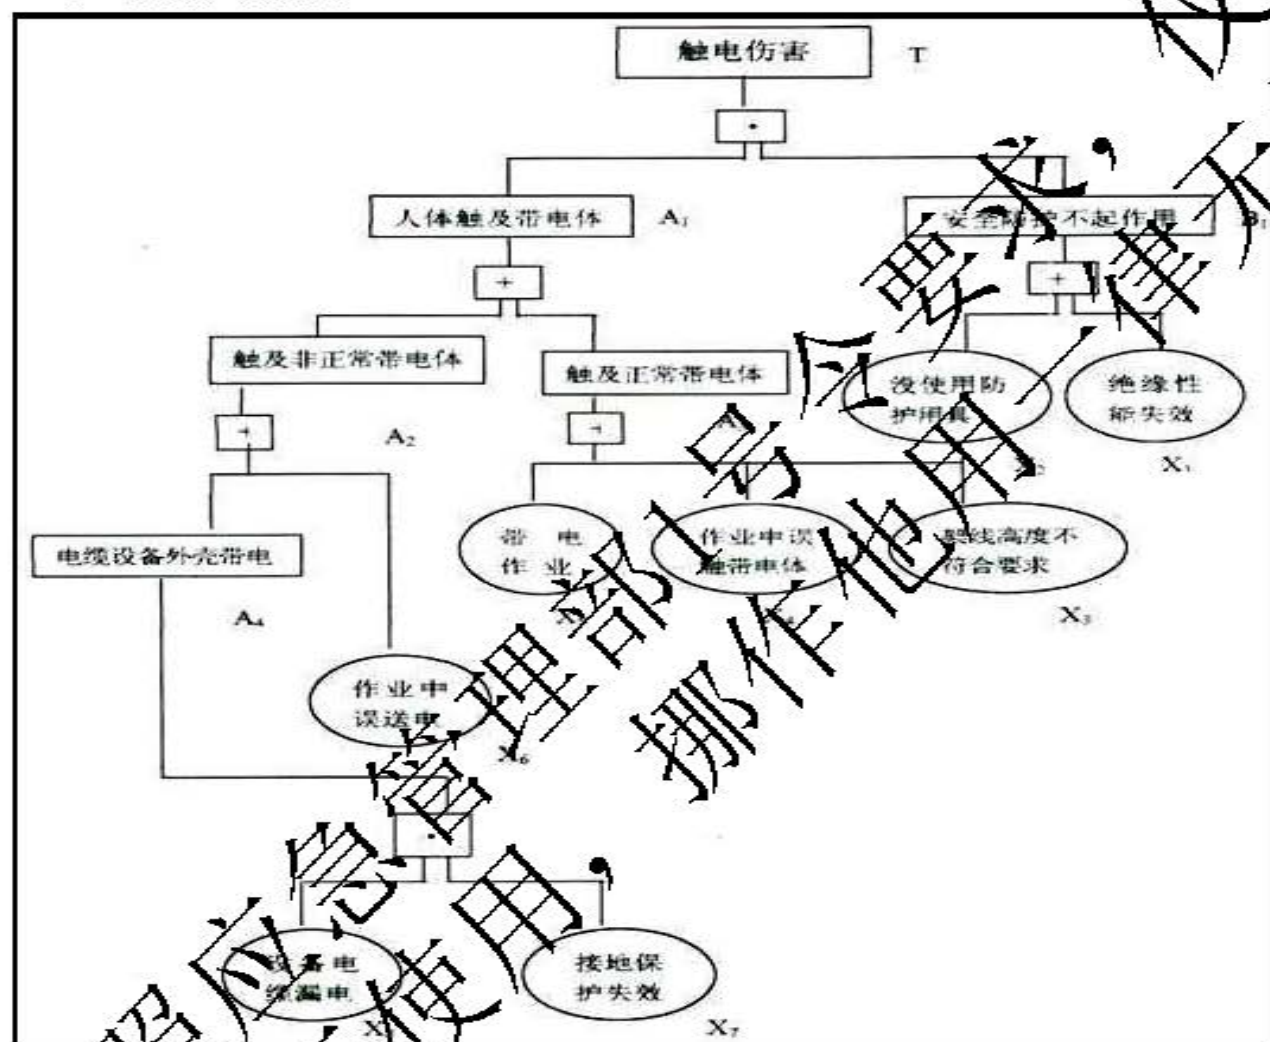 触电伤害
T
·
人体触及带电体
A₁
安全防护不起作用
B₁
+
+
触及非正常带电体
触及正常带电体
没使用防
护用具
绝缘性
能失效
+
A₂
+
A
X₂
X₁
电缆设备外壳带电
A₄
带 电
作 业
作业中误
触带电体
架线高度不
符合要求
X₃
作业中
误送电
X₆
·
设备电
缆漏电
接地保
护失效
X₇